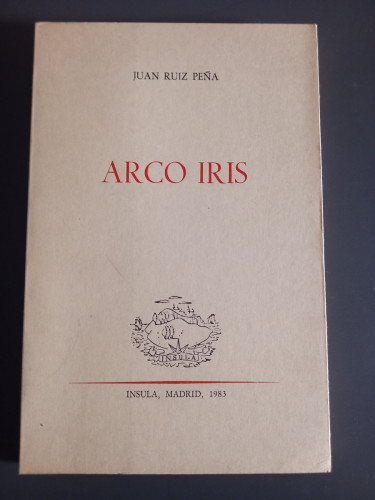 JUAN RUIZ PEÑA
ARCO IRIS
INSULA
INSULA, MADRID, 1983